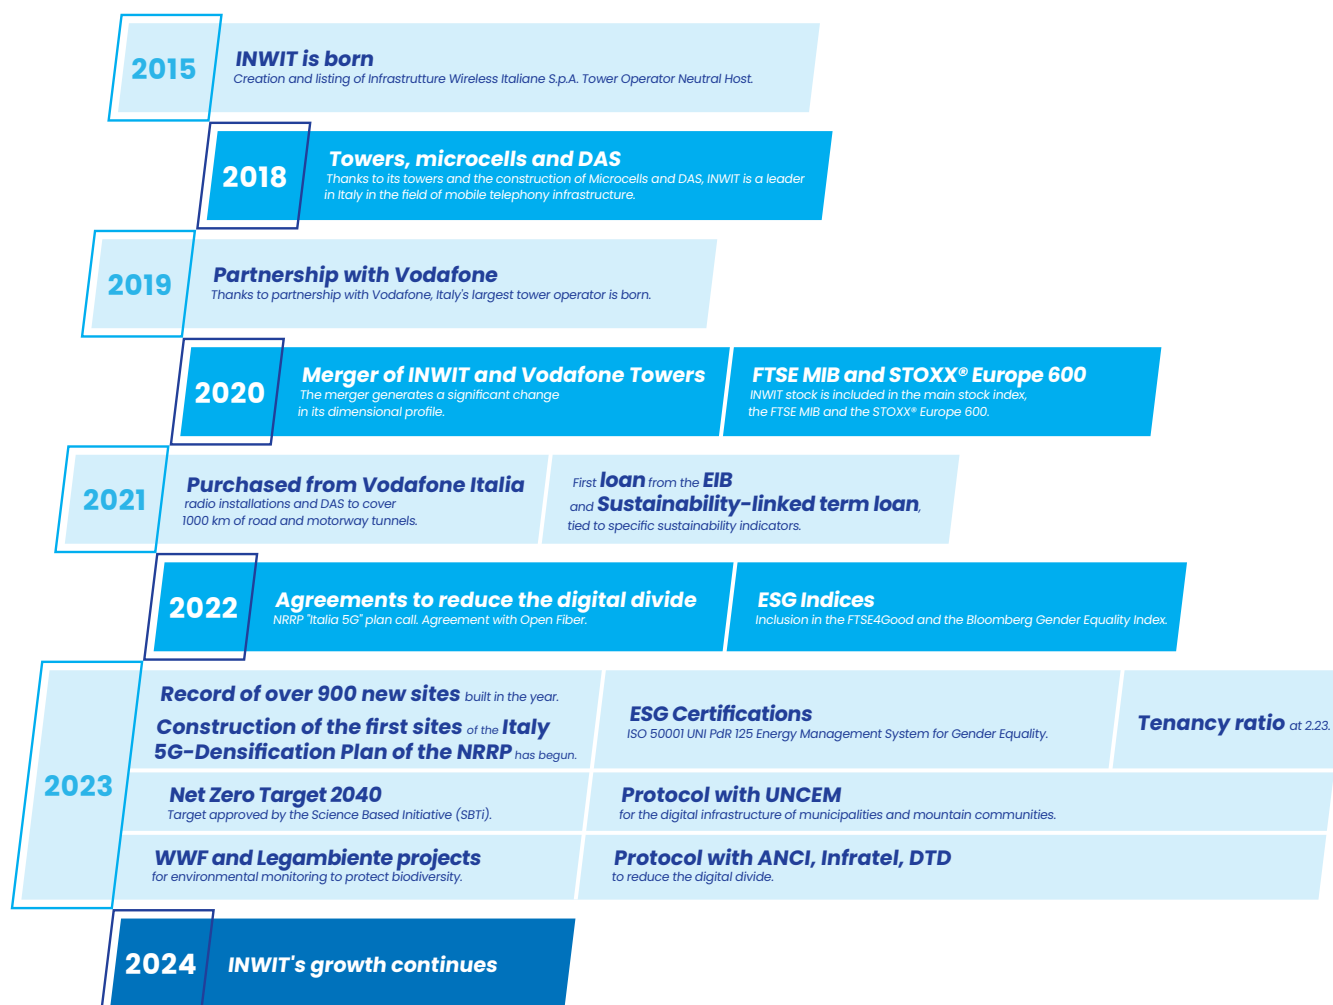 2015
INWIT is born
Creation and listing of Infrastrutture Wireless Italiane S.p.A. Tower Operator Neutral Host.
2018
Towers, microcells and DAS
Thanks to its towers and the construction of Microcells and DAS, INWIT is a leader
in Italy in the field of mobile telephony infrastructure.
2019
Partnership with Vodafone
Thanks to partnership with Vodafone, Italy's largest tower operator is born.
2020
Merger of INWIT and Vodafone Towers
The merger generates a significant change
in its dimensional profile.
FTSE MIB and STOXX® Europe 600
INWIT stock is included in the main stock index,
the FTSE MIB and the STOXX® Europe 600.
2021
Purchased from Vodafone Italia
radio installations and DAS to cover
1000 km of road and motorway tunnels.
First loan from the EIB
and Sustainability-linked term loan,
tied to specific sustainability indicators.
2022
Agreements to reduce the digital divide
NRRP "Italia 5G" plan call. Agreement with Open Fiber.
ESG Indices
Inclusion in the FTSE4Good and the Bloomberg Gender Equality Index.
2023
Record of over 900 new sites built in the year.
Construction of the first sites of the Italy
5G-Densification Plan of the NRRP has begun.
ESG Certifications
ISO 50001 UNI PdR 125 Energy Management System for Gender Equality.
Tenancy ratio at 2.23.
Net Zero Target 2040
Target approved by the Science Based Initiative (SBTi).
Protocol with UNCEM
for the digital infrastructure of municipalities and mountain communities.
WWF and Legambiente projects
for environmental monitoring to protect biodiversity.
Protocol with ANCI, Infratel, DTD
to reduce the digital divide.
2024
INWIT's growth continues